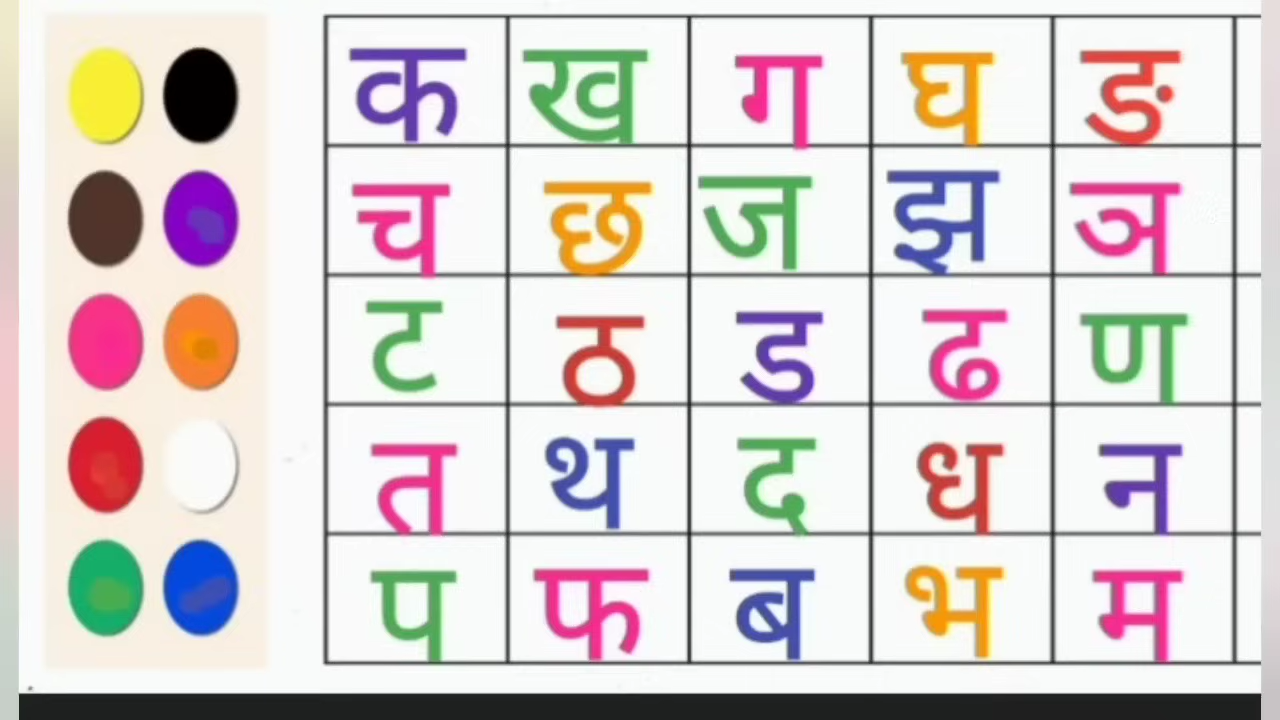 क ख ग घ ङ
च छ ज झ ञ
ट ठ ड ढ ण
त थ द ध न
प फ ब भ म